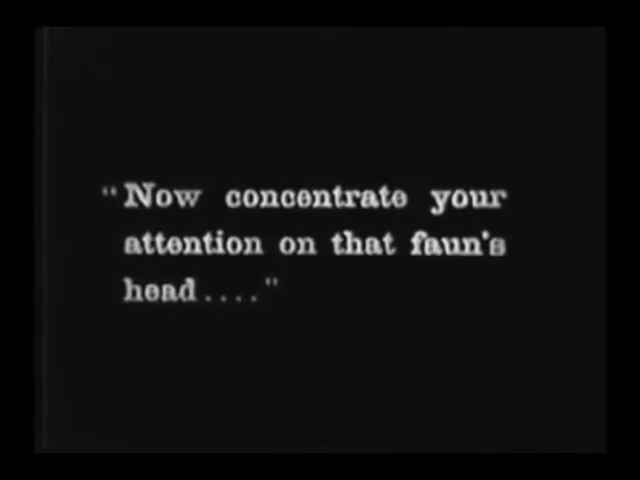 "Now concentrate your
attention on that faun's
head...."